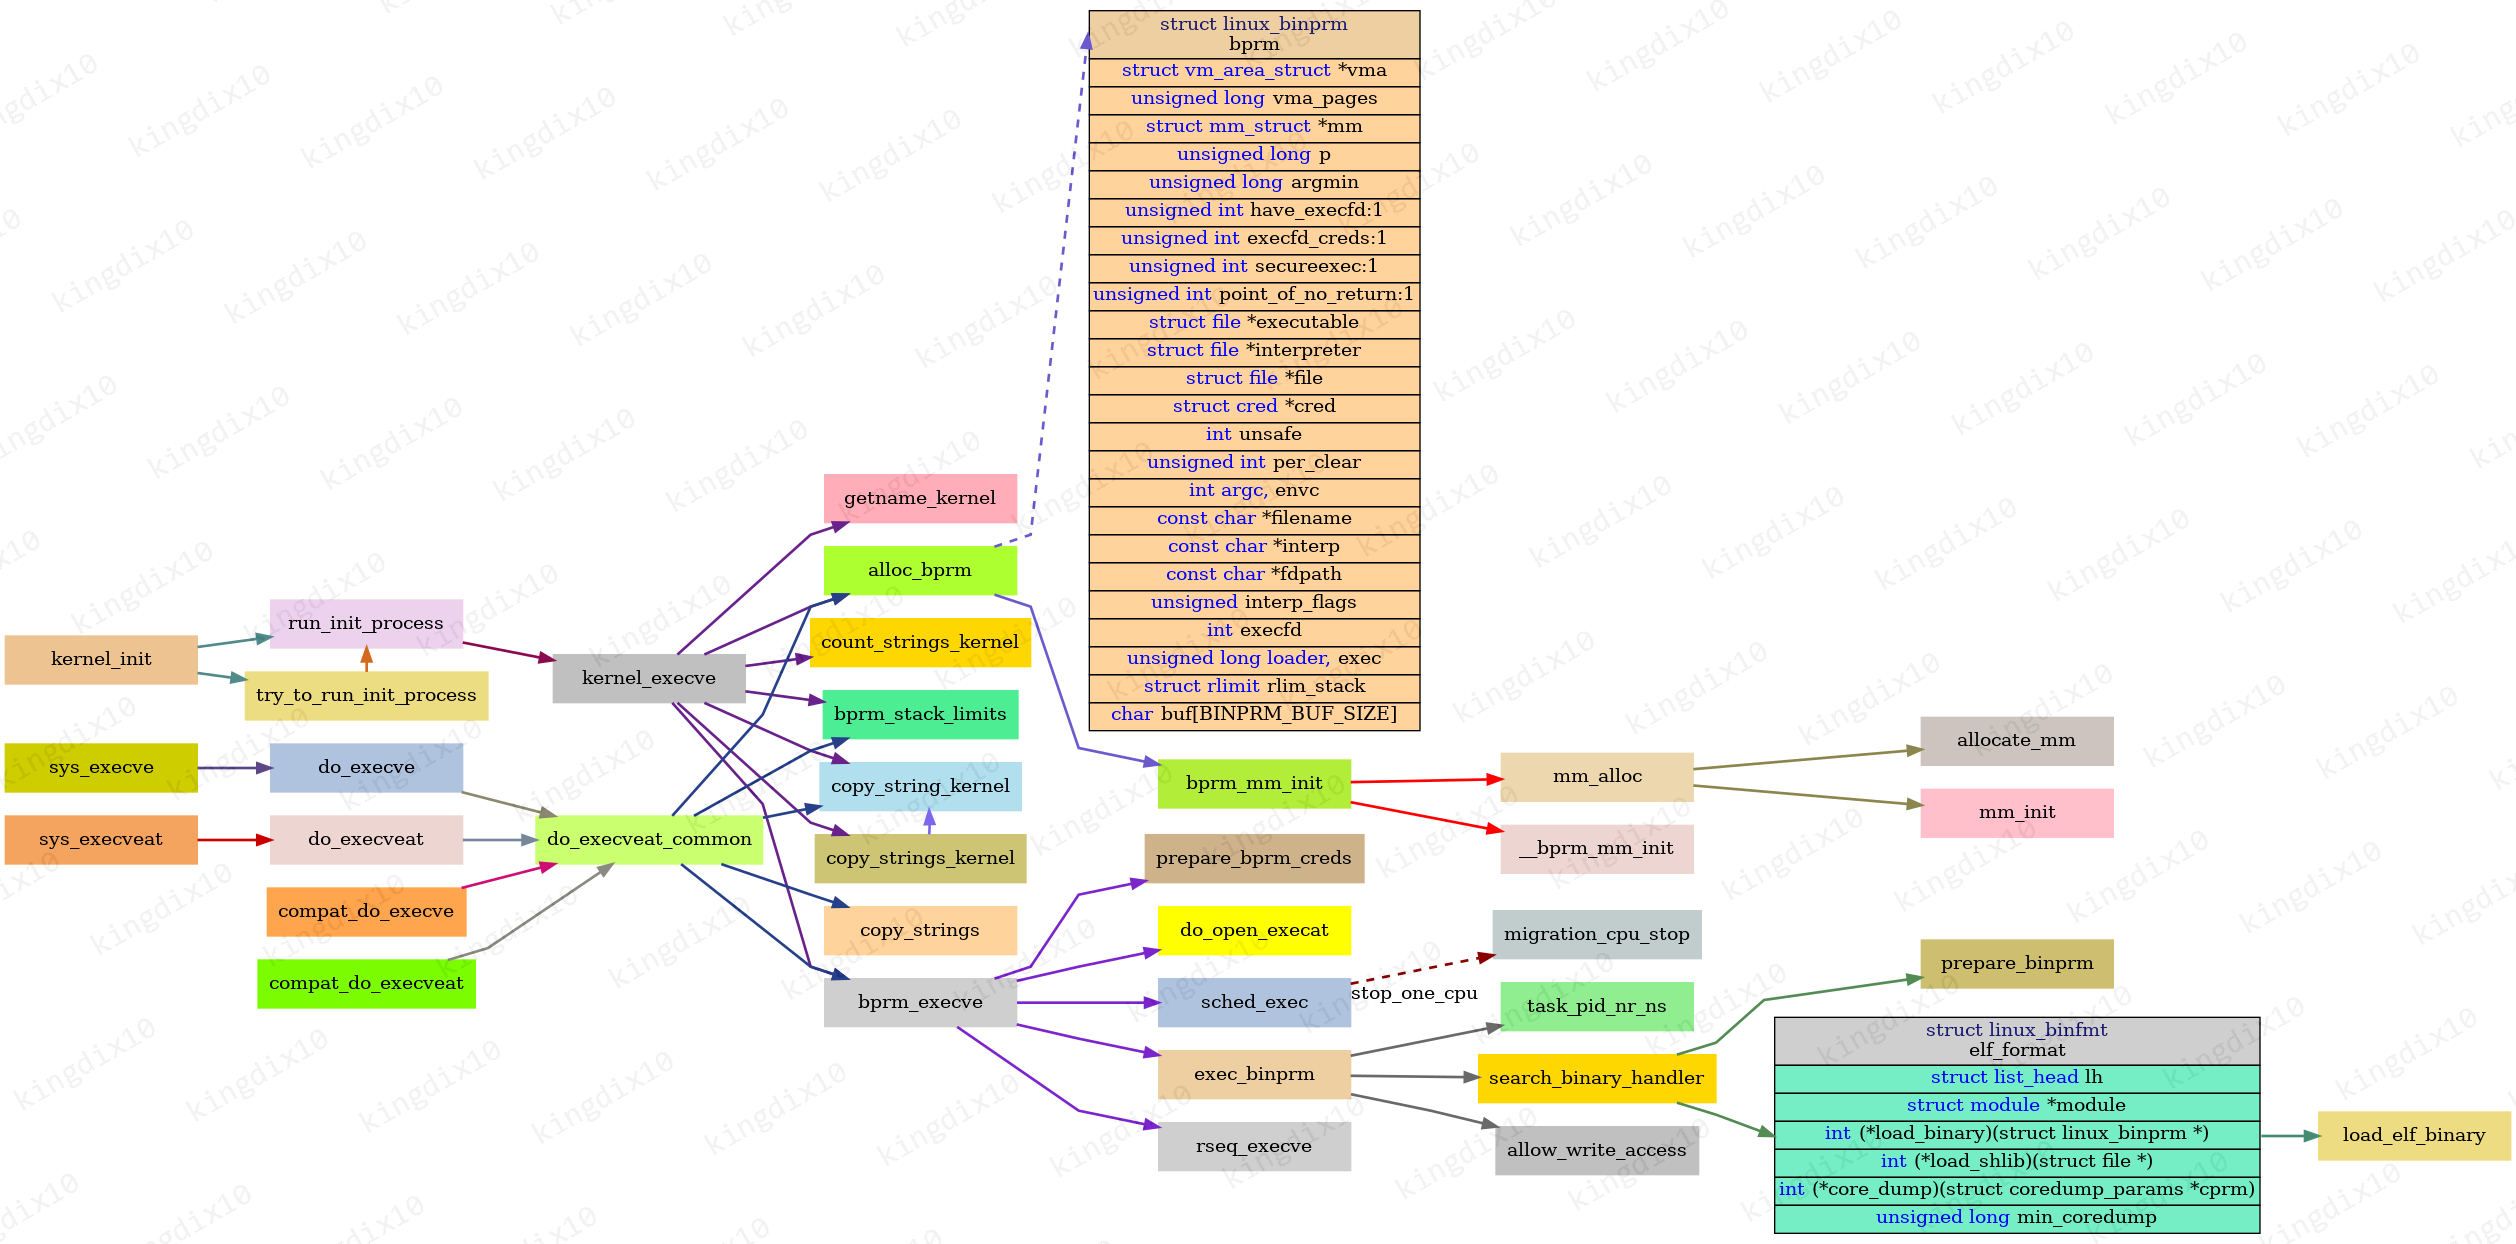 kernel_init
sys_execve
sys_execveat
run_init_process
try_to_run_init_process
do_execve
do_execveat
compat_do_execve
compat_do_execveat
kernel_execve
do_execveat_common
getname_kernel
alloc_bprm
count_strings_kernel
bprm_stack_limits
copy_string_kernel
copy_strings_kernel
copy_strings
bprm_execve
struct linux_binprm
bprm
struct vm_area_struct *vma
unsigned long vma_pages
struct mm_struct *mm
unsigned long p
unsigned long argmin
unsigned int have_execfd:1
unsigned int execfd_creds:1
unsigned int secureexec:1
unsigned int point_of_no_return:1
struct file *executable
struct file *interpreter
struct file *file
struct cred *cred
int unsafe
unsigned int per_clear
int argc, envc
const char *filename
const char *interp
const char *fdpath
unsigned interp_flags
int execfd
unsigned long loader, exec
struct rlimit rlim_stack
char buf[BINPRM_BUF_SIZE]
bprm_mm_init
prepare_bprm_creds
do_open_execat
sched_exec
stop_one_cpu
exec_binprm
rseq_execve
mm_alloc
__bprm_mm_init
migration_cpu_stop
task_pid_nr_ns
search_binary_handler
allow_write_access
allocate_mm
mm_init
prepare_binprm
struct linux_binfmt
elf_format
struct list_head lh
struct module *module
int (*load_binary)(struct linux_binprm *)
int (*load_shlib)(struct file *)
int (*core_dump)(struct coredump_params *cprm)
unsigned long min_coredump
load_elf_binary
kingdix10